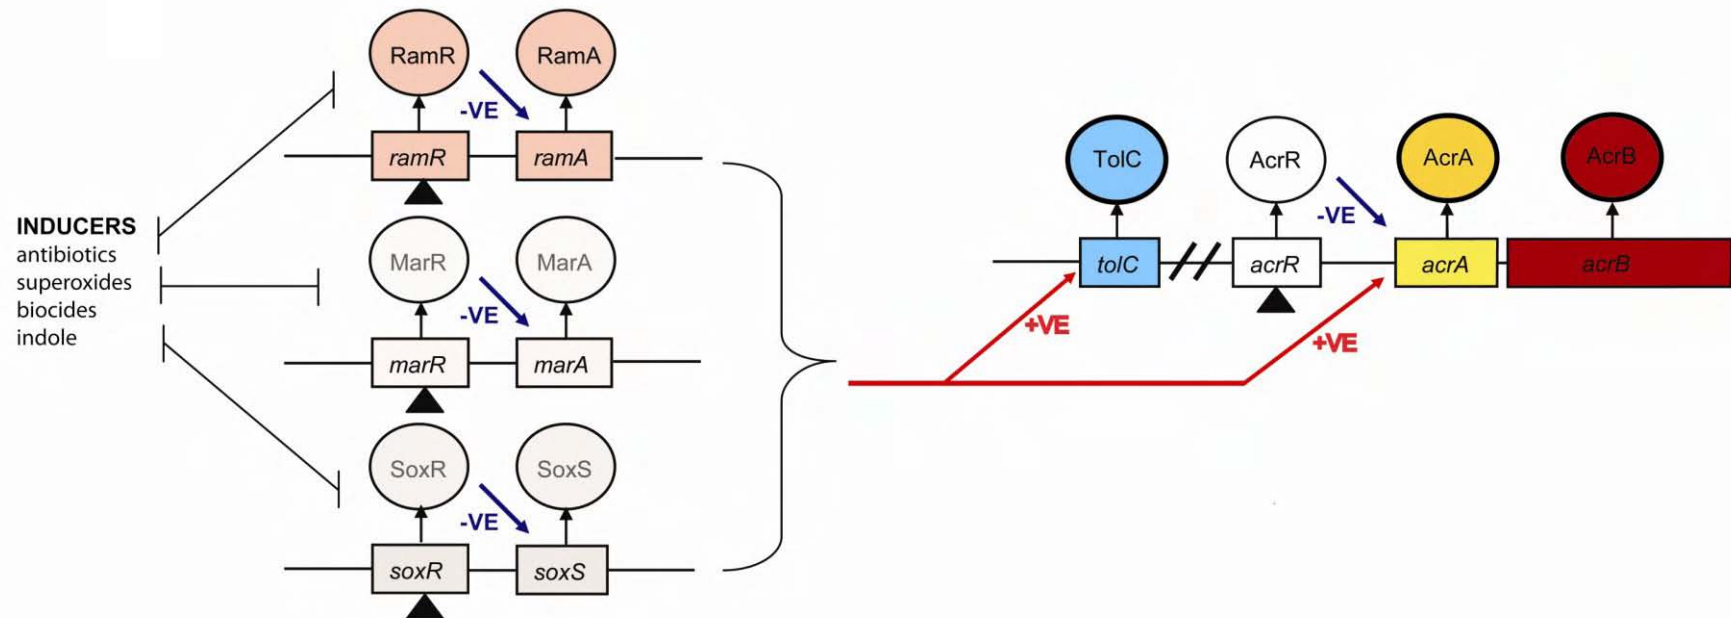 RamR
RamA
-VE
ramR
ramA
INDUCERS
antibiotics
superoxides
biocides
indole
MarR
MarA
-VE
marR
marA
SoxR
SoxS
-VE
soxR
soxS
TolC
AcrR
AcrA
AcrB
-VE
tolC
acrR
acrA
acrB
+VE
+VE